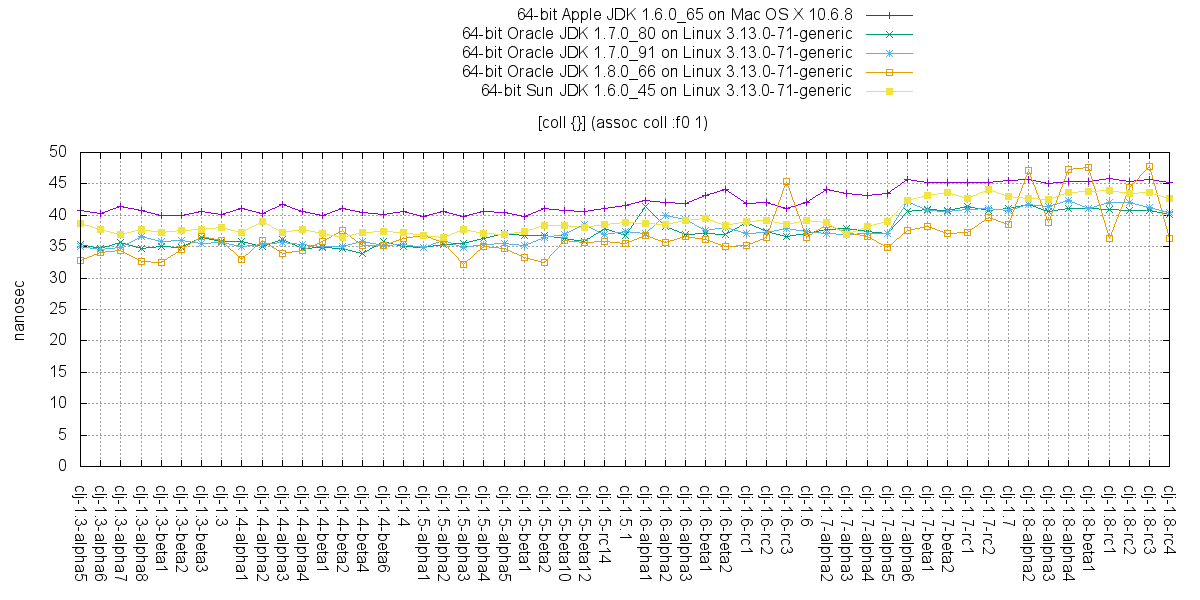 64-bit Apple JDK 1.6.0_65 on Mac OS X 10.6.8
64-bit Oracle JDK 1.7.0_80 on Linux 3.13.0-71-generic
64-bit Oracle JDK 1.7.0_91 on Linux 3.13.0-71-generic
64-bit Oracle JDK 1.8.0_66 on Linux 3.13.0-71-generic
64-bit Sun JDK 1.6.0_45 on Linux 3.13.0-71-generic
[coll {}] (assoc coll :f0 1)
50
45
40
35
30
25
20
15
10
5
0
nanosec
clj-1.3-alpha5
clj-1.3-alpha6
clj-1.3-alpha7
clj-1.3-alpha8
clj-1.3-beta1
clj-1.3-beta2
clj-1.3-beta3
clj-1.3
clj-1.4-alpha1
clj-1.4-alpha2
clj-1.4-alpha3
clj-1.4-alpha4
clj-1.4-beta1
clj-1.4-beta2
clj-1.4-beta4
clj-1.4-beta6
clj-1.4
clj-1.5-alpha1
clj-1.5-alpha2
clj-1.5-alpha3
clj-1.5-alpha4
clj-1.5-alpha5
clj-1.5-beta1
clj-1.5-beta2
clj-1.5-beta10
clj-1.5-beta12
clj-1.5-rc14
clj-1.5.1
clj-1.6-alpha1
clj-1.6-alpha2
clj-1.6-alpha3
clj-1.6-beta1
clj-1.6-beta2
clj-1.6-rc1
clj-1.6-rc2
clj-1.6-rc3
clj-1.6
clj-1.7-alpha2
clj-1.7-alpha3
clj-1.7-alpha4
clj-1.7-alpha5
clj-1.7-alpha6
clj-1.7-beta1
clj-1.7-beta2
clj-1.7-rc1
clj-1.7-rc2
clj-1.7
clj-1.8-alpha2
clj-1.8-alpha3
clj-1.8-alpha4
clj-1.8-beta1
clj-1.8-rc1
clj-1.8-rc2
clj-1.8-rc3
clj-1.8-rc4